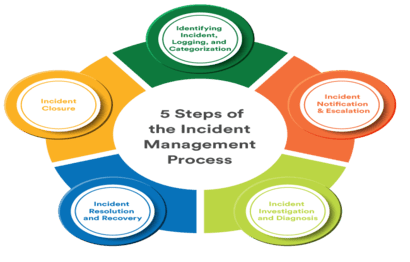 Identifying
Incident,
Logging, and
Categorization
Incident
Notification
& Escalation
Incident
Investigation
and Diagnosis
Incident
Resolution
and Recovery
Incident
Closure
5 Steps of
the Incident
Management
Process